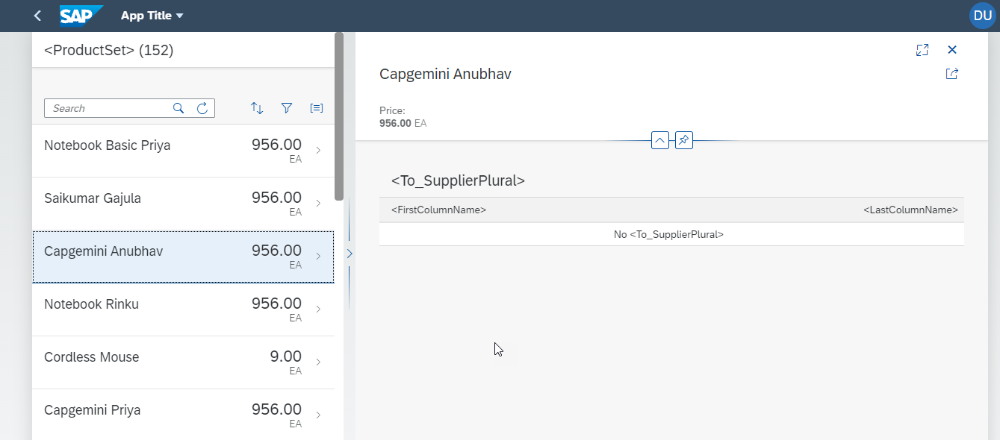 SAP App Title DU
<ProductSet> (152)
Search
Notebook Basic Priya 956.00
EA
Saikumar Gajula 956.00
EA
Capgemini Anubhav 956.00
EA
Notebook Rinku 956.00
EA
Cordless Mouse 9.00
EA
Capgemini Priya 956.00
EA
Capgemini Anubhav
Price:
956.00 EA
<To_SupplierPlural>
<FirstColumnName> <LastColumnName>
No <To_SupplierPlural>